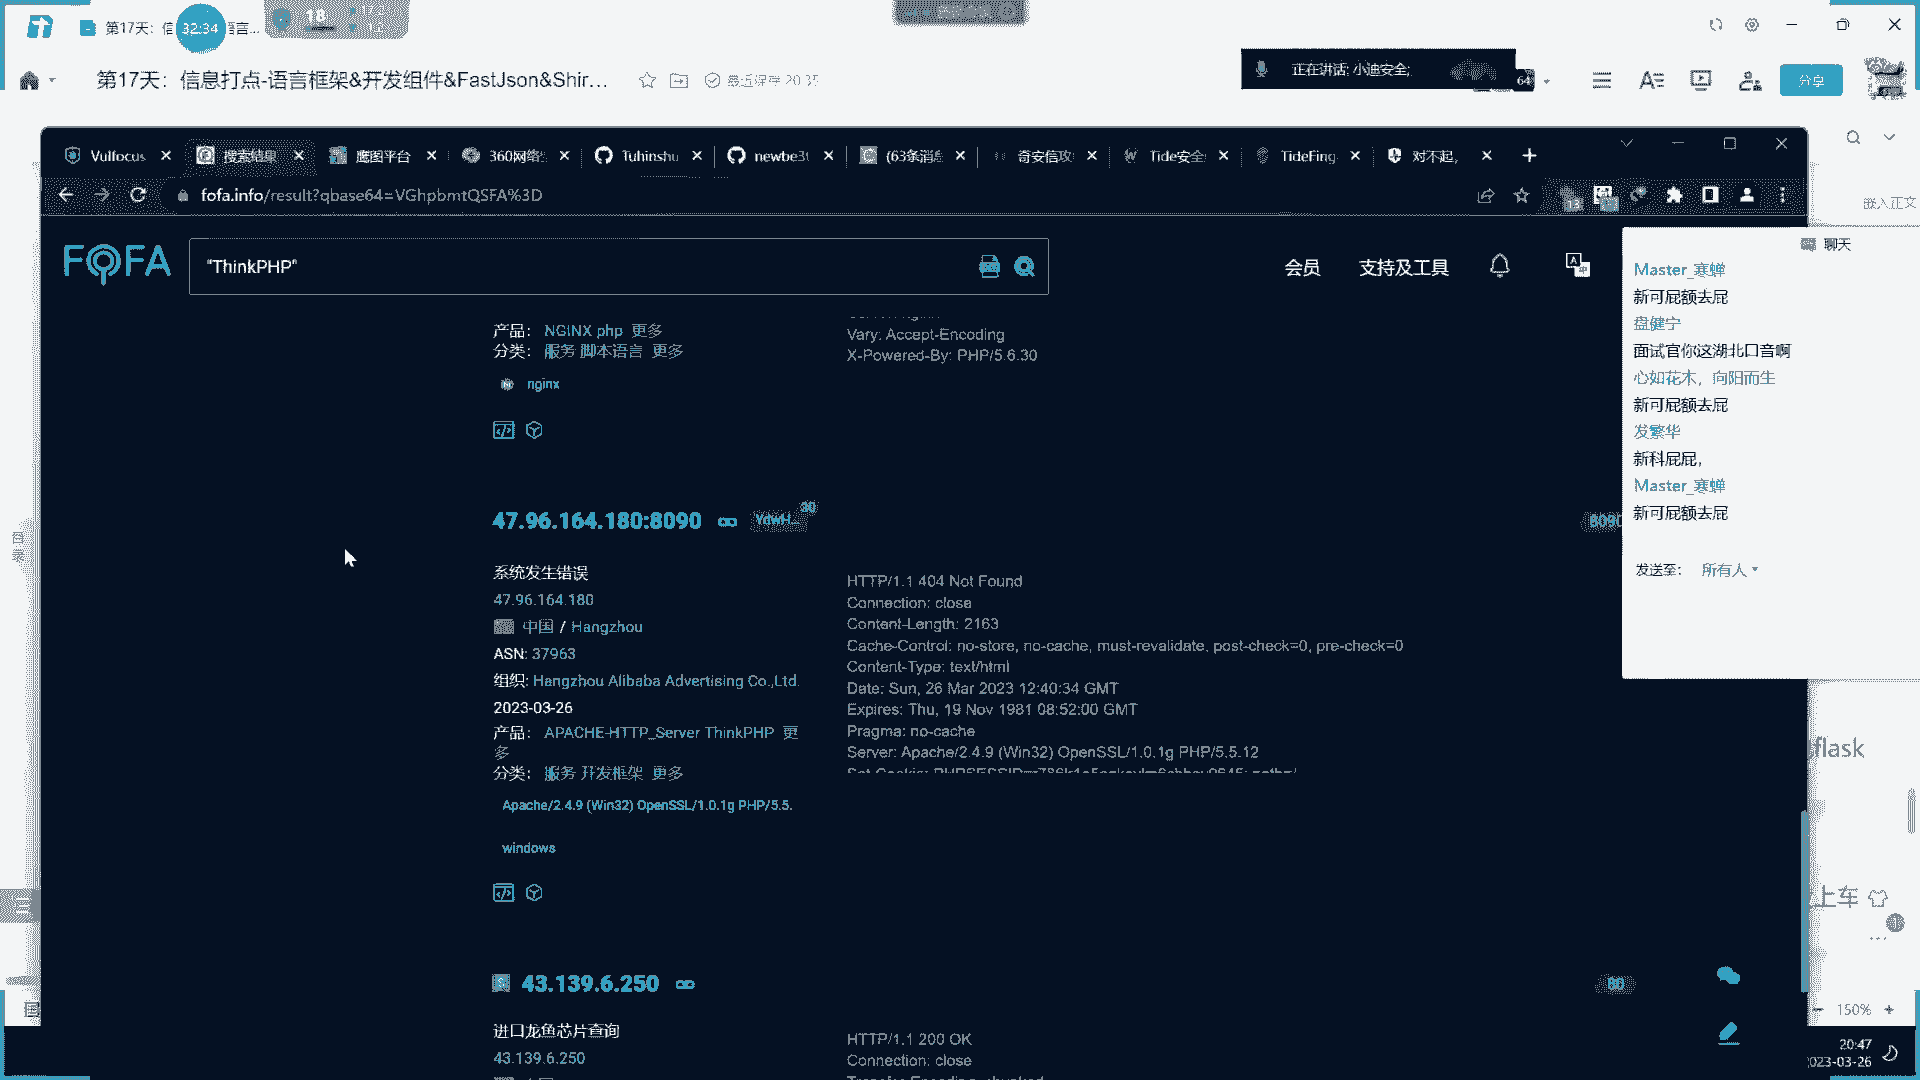 第17天：信
32:34
言...
18
第17天：信息打点-语言框架&开发组件&FastJson&Shir...
最近保存 20:35
正在讲话: 小迪安全;
64
分享
Vulfocus
搜索结果
鹰图平台
360网络
Tuhinshu
newbe3
(63条消息
奇安信攻
Tide安全
TideFing
对不起,
fofa.info/result?qbase64=VGhpbmtQSFA%3D
13
嵌入正文
FOFA
"ThinkPHP"
会员
支持及工具
聊天
Master_寒蝉
新可屁额去屁
盘健宁
面试官你这湖北口音啊
心如花木，向阳而生
新可屁额去屁
发繁华
新科屁屁,
Master_寒蝉
新可屁额去屁
发送至:
所有人
产品: NGINX php 更多
分类: 服务 脚本语言 更多
nginx
Vary: Accept-Encoding
X-Powered-By: PHP/5.6.30
47.96.164.180:8090
30
8090
系统发生错误
47.96.164.180
中国 / Hangzhou
ASN: 37963
组织: Hangzhou Alibaba Advertising Co.,Ltd.
2023-03-26
产品: APACHE-HTTP_Server ThinkPHP 更
多
分类: 服务 开发框架 更多
Apache/2.4.9 (Win32) OpenSSL/1.0.1g PHP/5.5.
windows
HTTP/1.1 404 Not Found
Connection: close
Content-Length: 2163
Cache-Control: no-store, no-cache, must-revalidate, post-check=0, pre-check=0
Content-Type: text/html
Date: Sun, 26 Mar 2023 12:40:34 GMT
Expires: Thu, 19 Nov 1981 08:52:00 GMT
Pragma: no-cache
Server: Apache/2.4.9 (Win32) OpenSSL/1.0.1g PHP/5.5.12
43.139.6.250
80
进口龙鱼芯片查询
43.139.6.250
HTTP/1.1 200 OK
Connection: close
目录
flask
上车
150%
20:47
2023-03-26